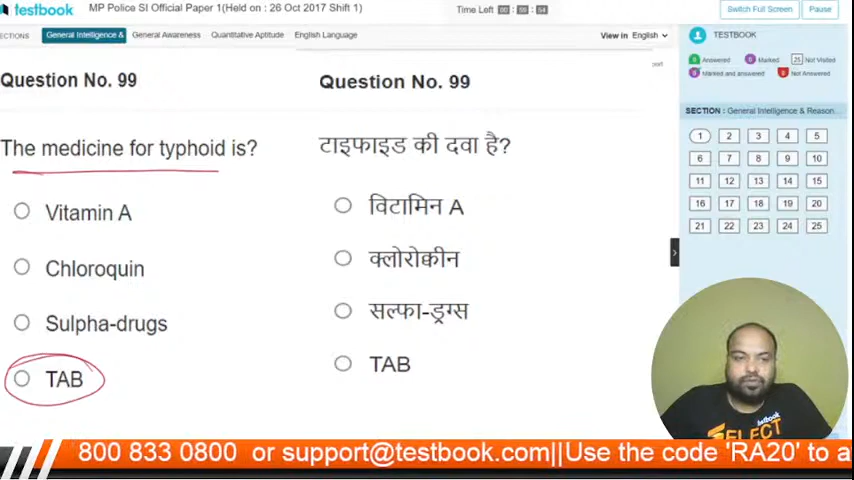 testbook
MP Police SI Official Paper 1(Held on : 26 Oct 2017 Shift 1)
Time Left
Switch Full Screen
Pause
ECTIONS
General Intelligence &
General Awareness
Quantitative Aptitude
English Language
View in English
TESTBOOK
Answered
Marked
25 Not Visited
Marked and answered
Not Answered
SECTION : General Intelligence & Reason...
1 2 3 4 5
6 7 8 9 10
11 12 13 14 15
16 17 18 19 20
21 22 23 24 25
Question No. 99
The medicine for typhoid is?
Vitamin A
Chloroquin
Sulpha-drugs
TAB
Question No. 99
टाइफाइड की दवा है?
विटामिन A
क्लोरोक्वीन
सल्फा-ड्रग्स
TAB
testbook
SELECT
800 833 0800 or support@testbook.com||Use the code 'RA20' to a